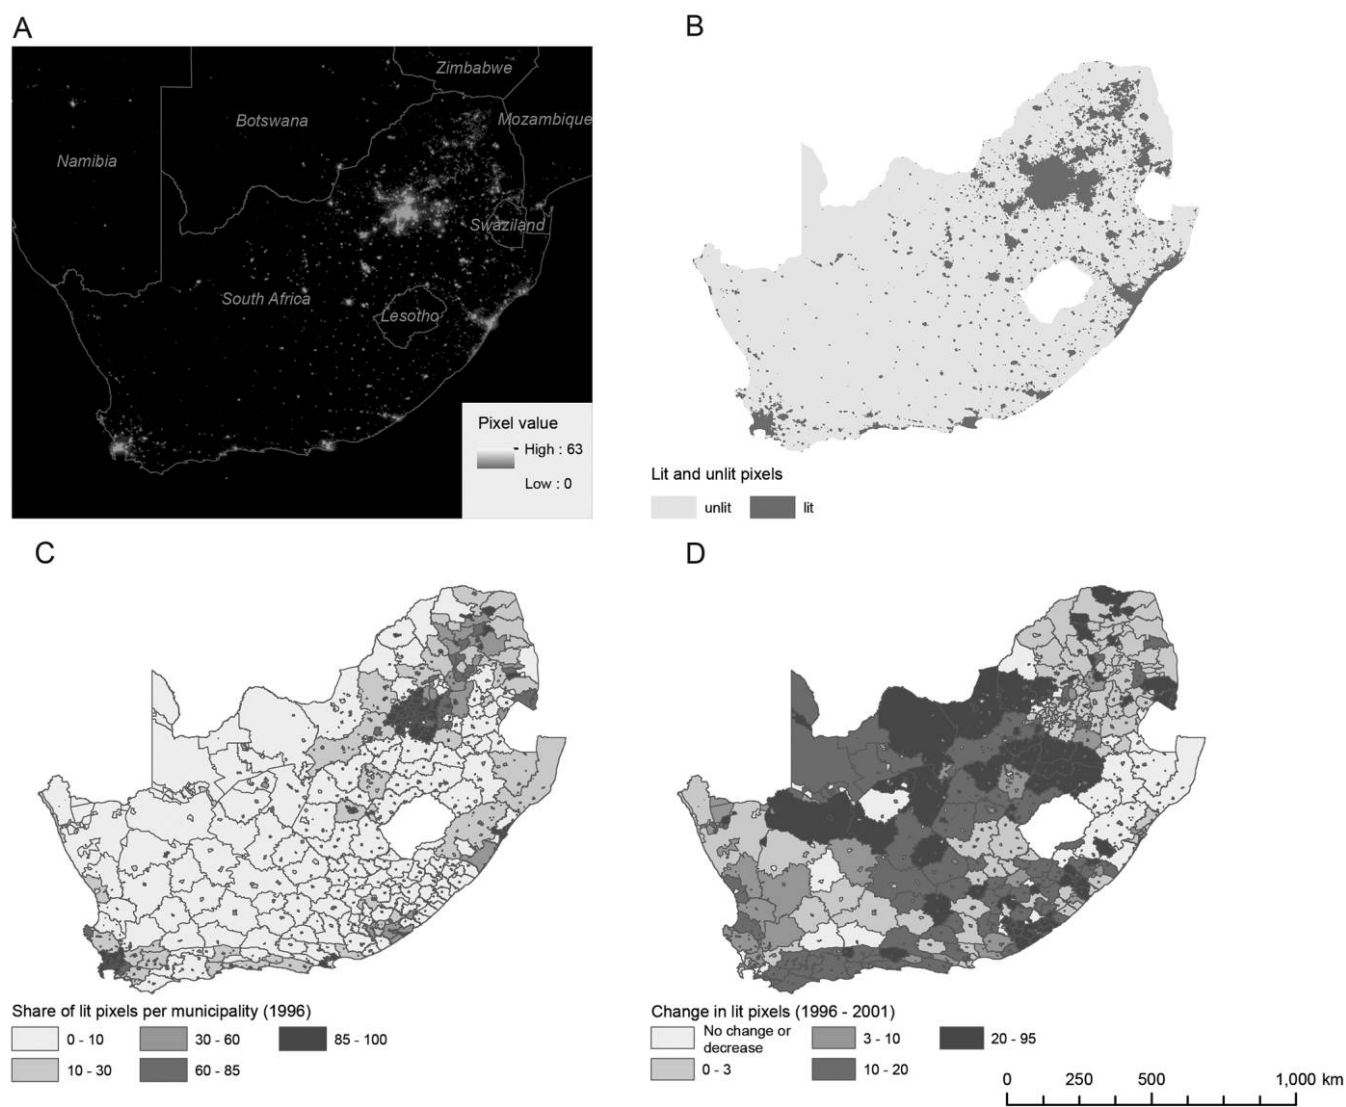 A
Zimbabwe
Botswana
Mozambique
Namibia
Swaziland
South Africa
Lesotho
Pixel value
High : 63
Low : 0
B
Lit and unlit pixels
unlit
lit
C
Share of lit pixels per municipality (1996)
0 - 10
30 - 60
85 - 100
10 - 30
60 - 85
D
Change in lit pixels (1996 - 2001)
No change or
decrease
3 - 10
20 - 95
0 - 3
10 - 20
0 250 500 1,000 km